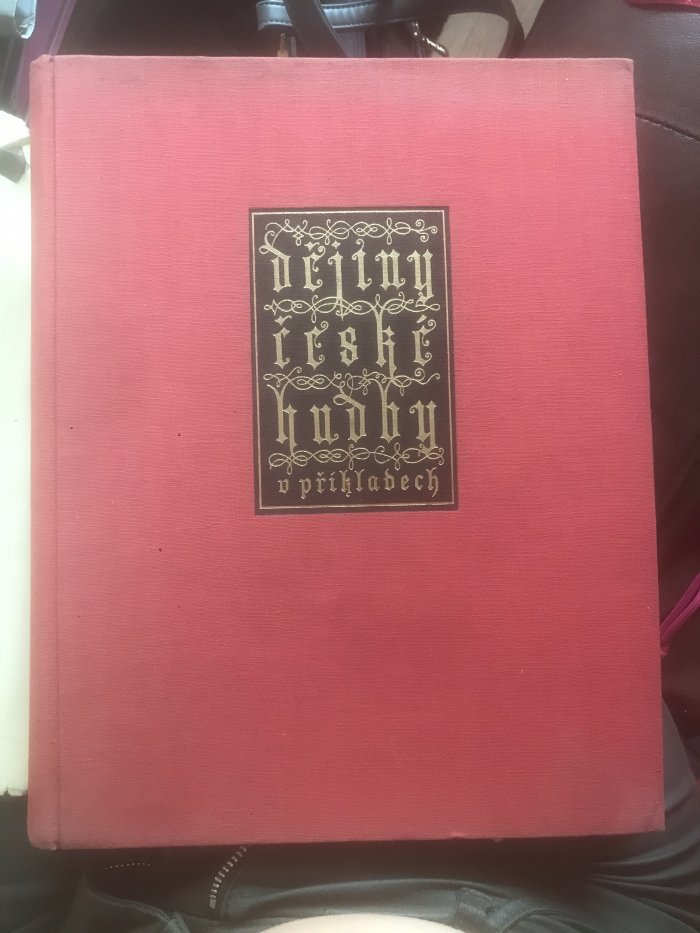 dějiny
české
hudby
v příkladech